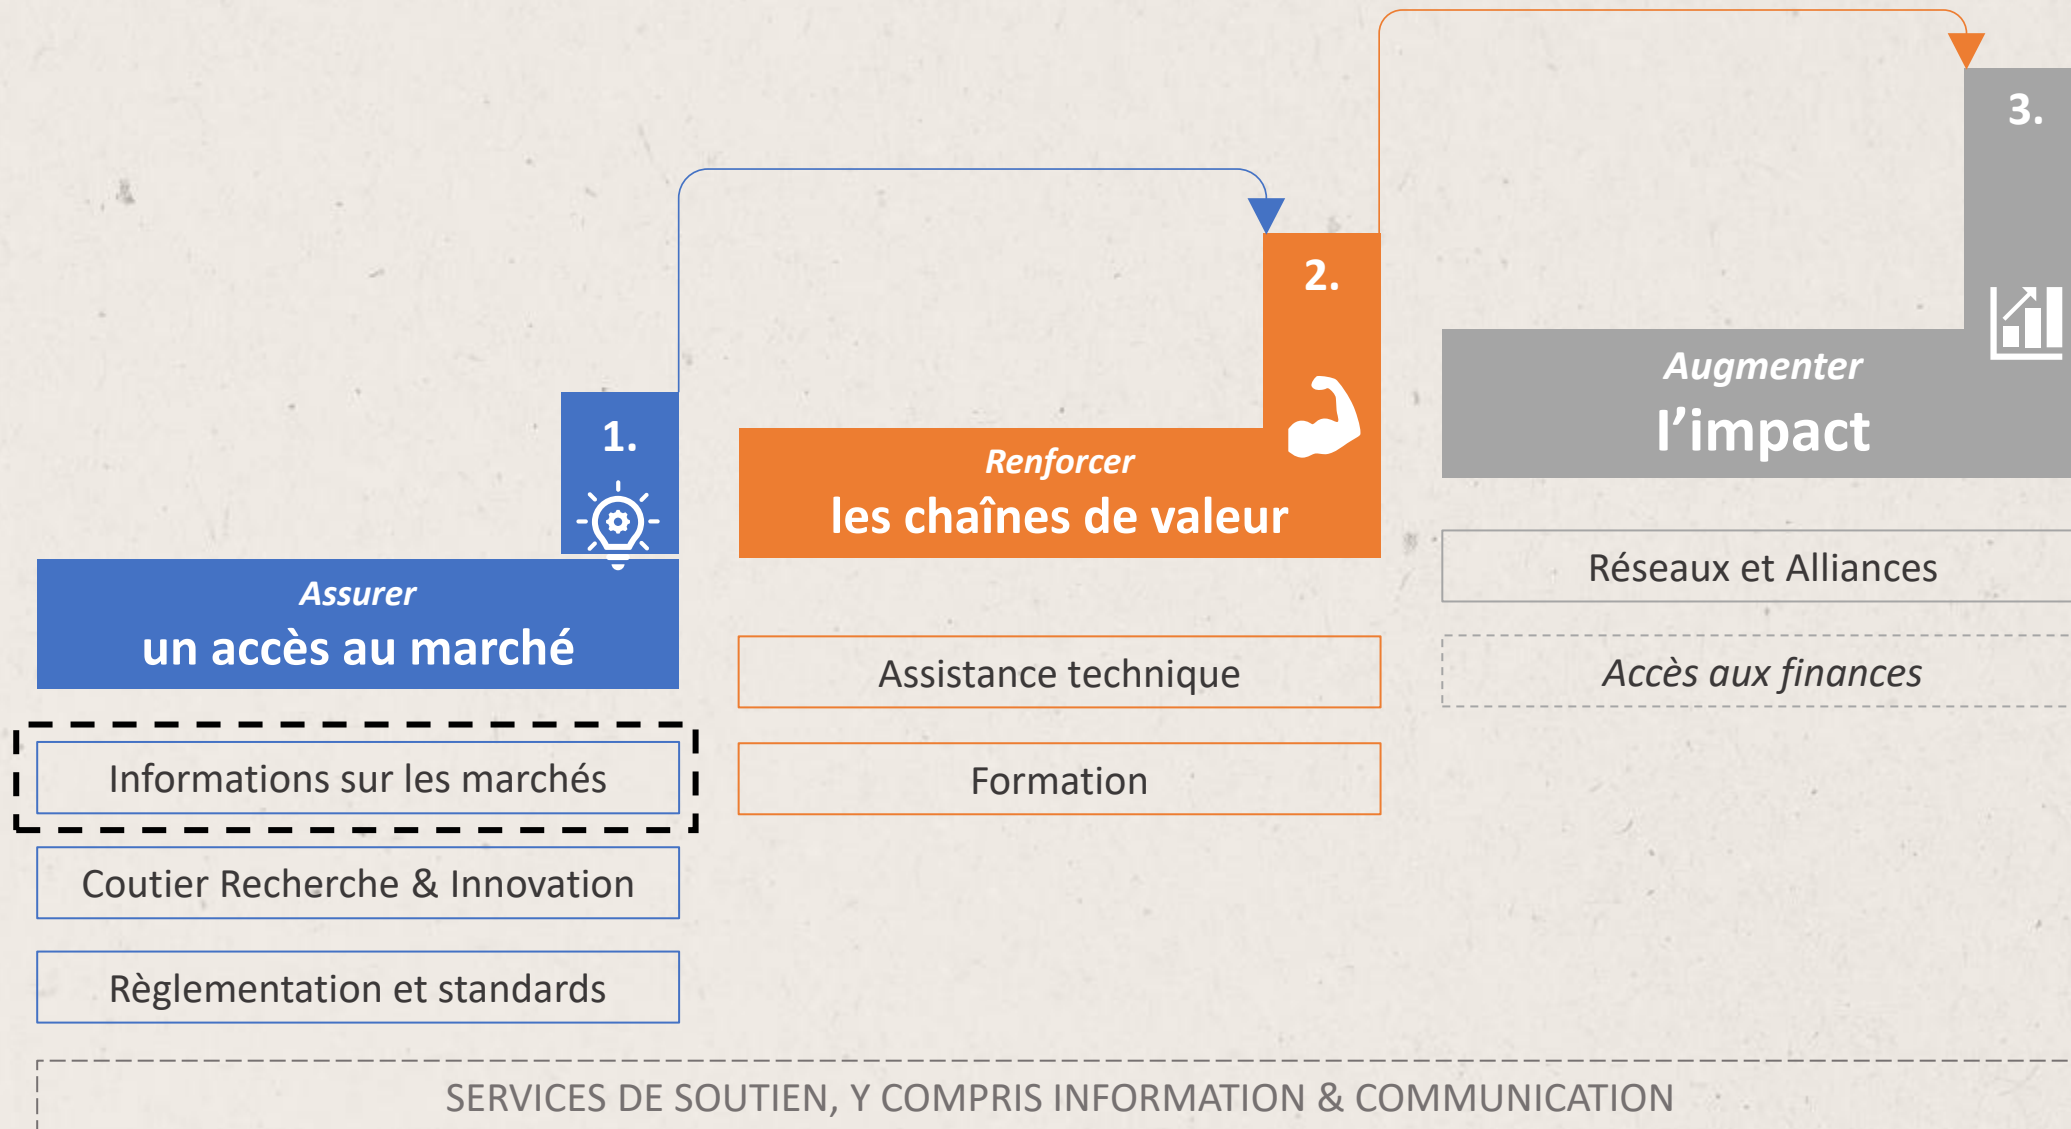 1.
Assurer
un accès au marché
Informations sur les marchés
Coutier Recherche & Innovation
Règlementation et standards
2.
Renforcer
les chaînes de valeur
Assistance technique
Formation
3.
Augmenter
l’impact
Réseaux et Alliances
Accès aux finances
SERVICES DE SOUTIEN, Y COMPRIS INFORMATION & COMMUNICATION